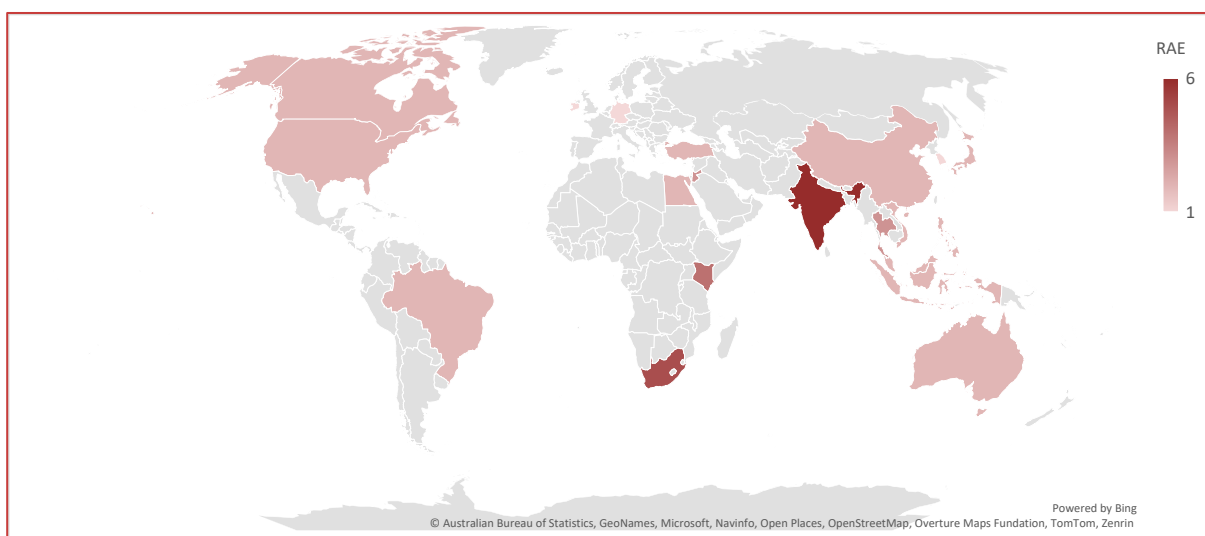 RAE
6
1
Powered by Bing
© Australian Bureau of Statistics, GeoNames, Microsoft, Navinfo, Open Places, OpenStreetMap, Overture Maps Fundation, TomTom, Zenrin